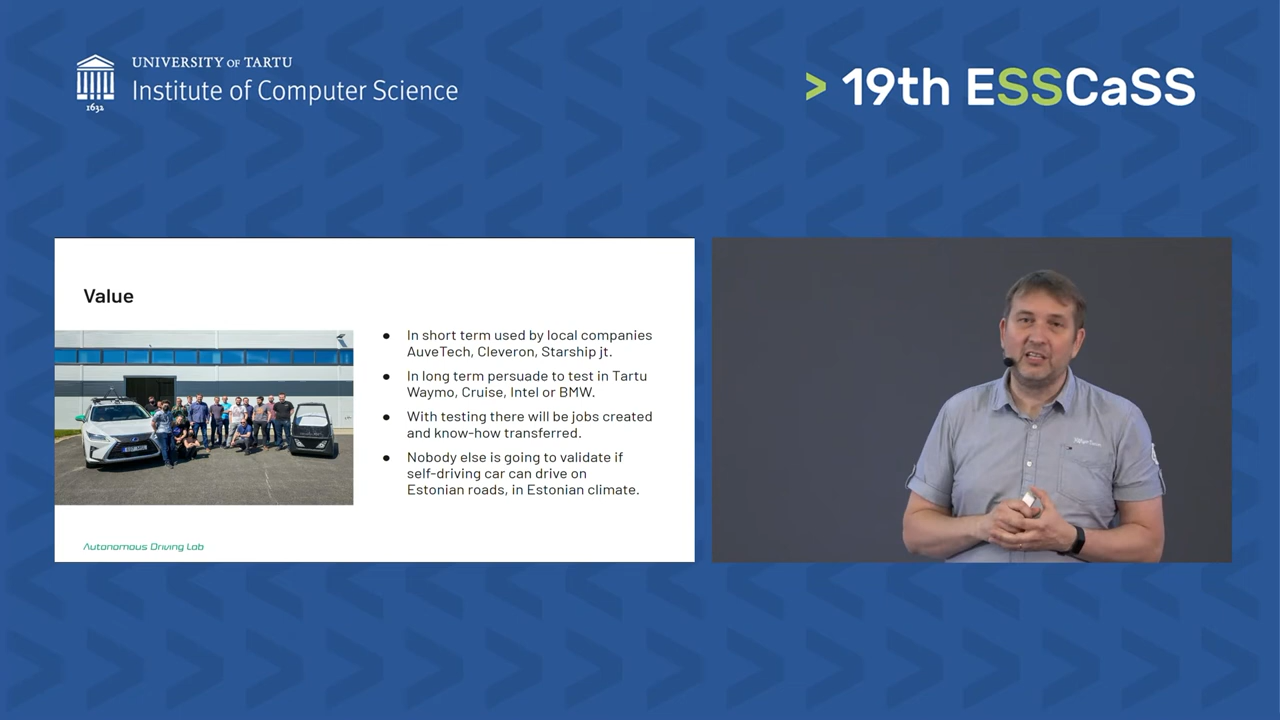 UNIVERSITY OF TARTU
Institute of Computer Science
1632
> 19th ESSCaSS
Value
● In short term used by local companies
AuveTech, Cleveron, Starship jt.
● In long term persuade to test in Tartu
Waymo, Cruise, Intel or BMW.
● With testing there will be jobs created
and know-how transferred.
● Nobody else is going to validate if
self-driving car can drive on
Estonian roads, in Estonian climate.
Autonomous Driving Lab